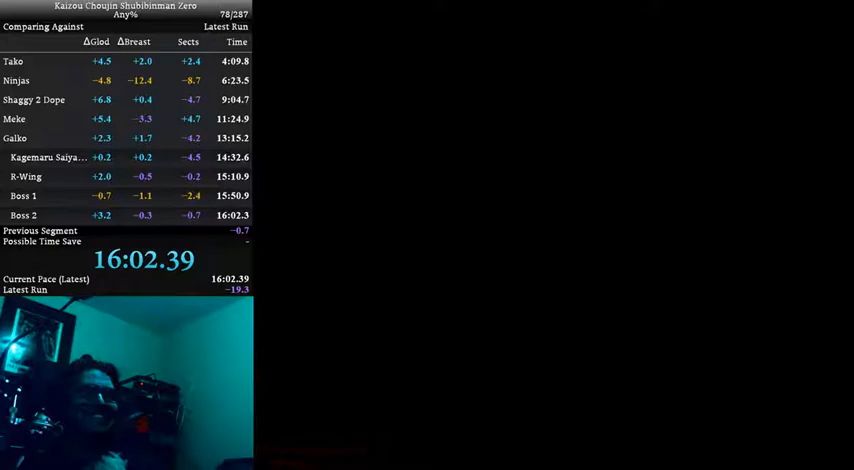 Kaizou Choujin Shubibinman Zero
Any% 78/287
Comparing Against Latest Run
ΔGlod ΔBreast Sects Time
Tako +4.5 +2.0 +2.4 4:09.8
Ninjas −4.8 −12.4 −8.7 6:23.5
Shaggy 2 Dope +6.8 +0.4 −4.7 9:04.7
Meke +5.4 −3.3 +4.7 11:24.9
Galko +2.3 +1.7 −4.2 13:15.2
Kagemaru Saiya... +0.2 +0.2 −4.5 14:32.6
R-Wing +2.0 −0.5 −0.2 15:10.9
Boss 1 −0.7 −1.1 −2.4 15:50.9
Boss 2 +3.2 −0.3 −0.7 16:02.3
Previous Segment −0.7
Possible Time Save -
16:02.39
Current Pace (Latest) 16:02.39
Latest Run −19.3